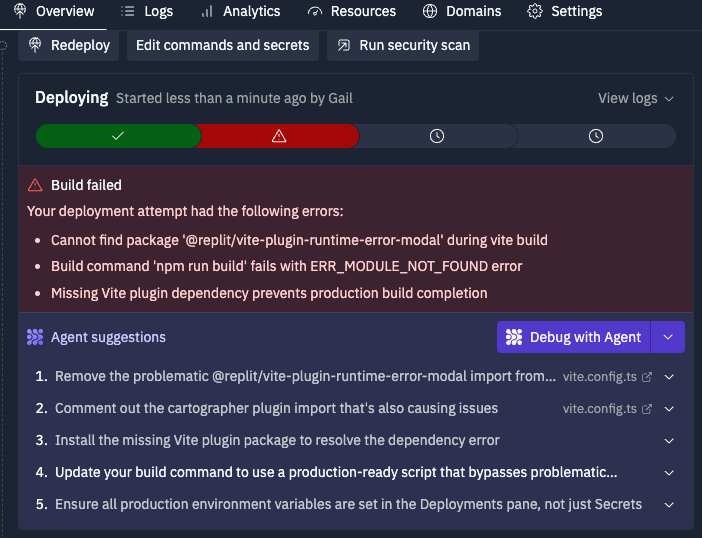 Overview Logs Analytics Resources Domains Settings
Redeploy Edit commands and secrets Run security scan
Deploying Started less than a minute ago by Gail View logs
Build failed
Your deployment attempt had the following errors:
• Cannot find package '@replit/vite-plugin-runtime-error-modal' during vite build
• Build command 'npm run build' fails with ERR_MODULE_NOT_FOUND error
• Missing Vite plugin dependency prevents production build completion
Agent suggestions Debug with Agent
1. Remove the problematic @replit/vite-plugin-runtime-error-modal import from... vite.config.ts
2. Comment out the cartographer plugin import that's also causing issues vite.config.ts
3. Install the missing Vite plugin package to resolve the dependency error
4. Update your build command to use a production-ready script that bypasses problematic...
5. Ensure all production environment variables are set in the Deployments pane, not just Secrets